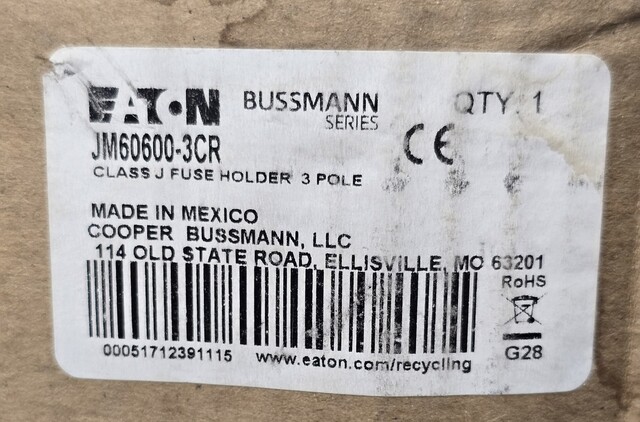 EATON BUSSMANN SERIES QTY: 1
JM60600-3CR
CE
CLASS J FUSE HOLDER 3 POLE
MADE IN MEXICO
COOPER BUSSMANN, LLC
114 OLD STATE ROAD, ELLISVILLE, MO 63201
RoHS
00051712391115 www.eaton.com/recycling
G28